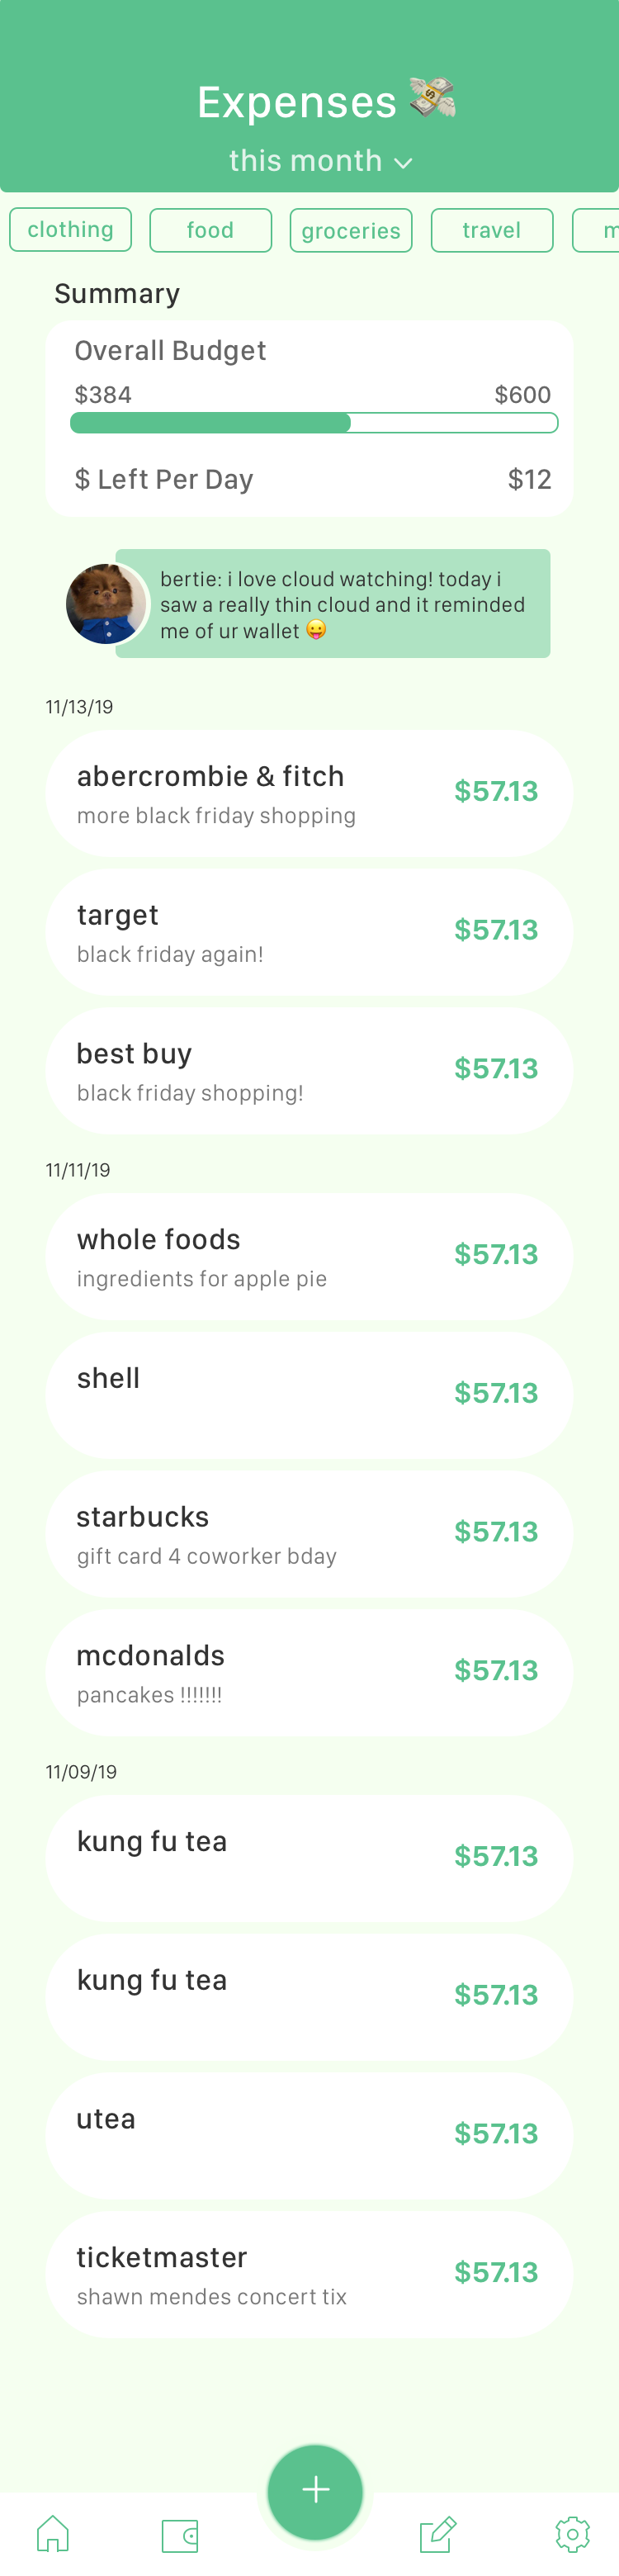 Expenses 💸
this month
clothing
food
groceries
travel
m
Summary
Overall Budget
$384
$600
$ Left Per Day
$12
bertie: i love cloud watching! today i
saw a really thin cloud and it reminded
me of ur wallet 😛
11/13/19
abercrombie & fitch
$57.13
more black friday shopping
target
$57.13
black friday again!
best buy
$57.13
black friday shopping!
11/11/19
whole foods
$57.13
ingredients for apple pie
shell
$57.13
starbucks
$57.13
gift card 4 coworker bday
mcdonalds
$57.13
pancakes !!!!!!!
11/09/19
kung fu tea
$57.13
kung fu tea
$57.13
utea
$57.13
ticketmaster
$57.13
shawn mendes concert tix